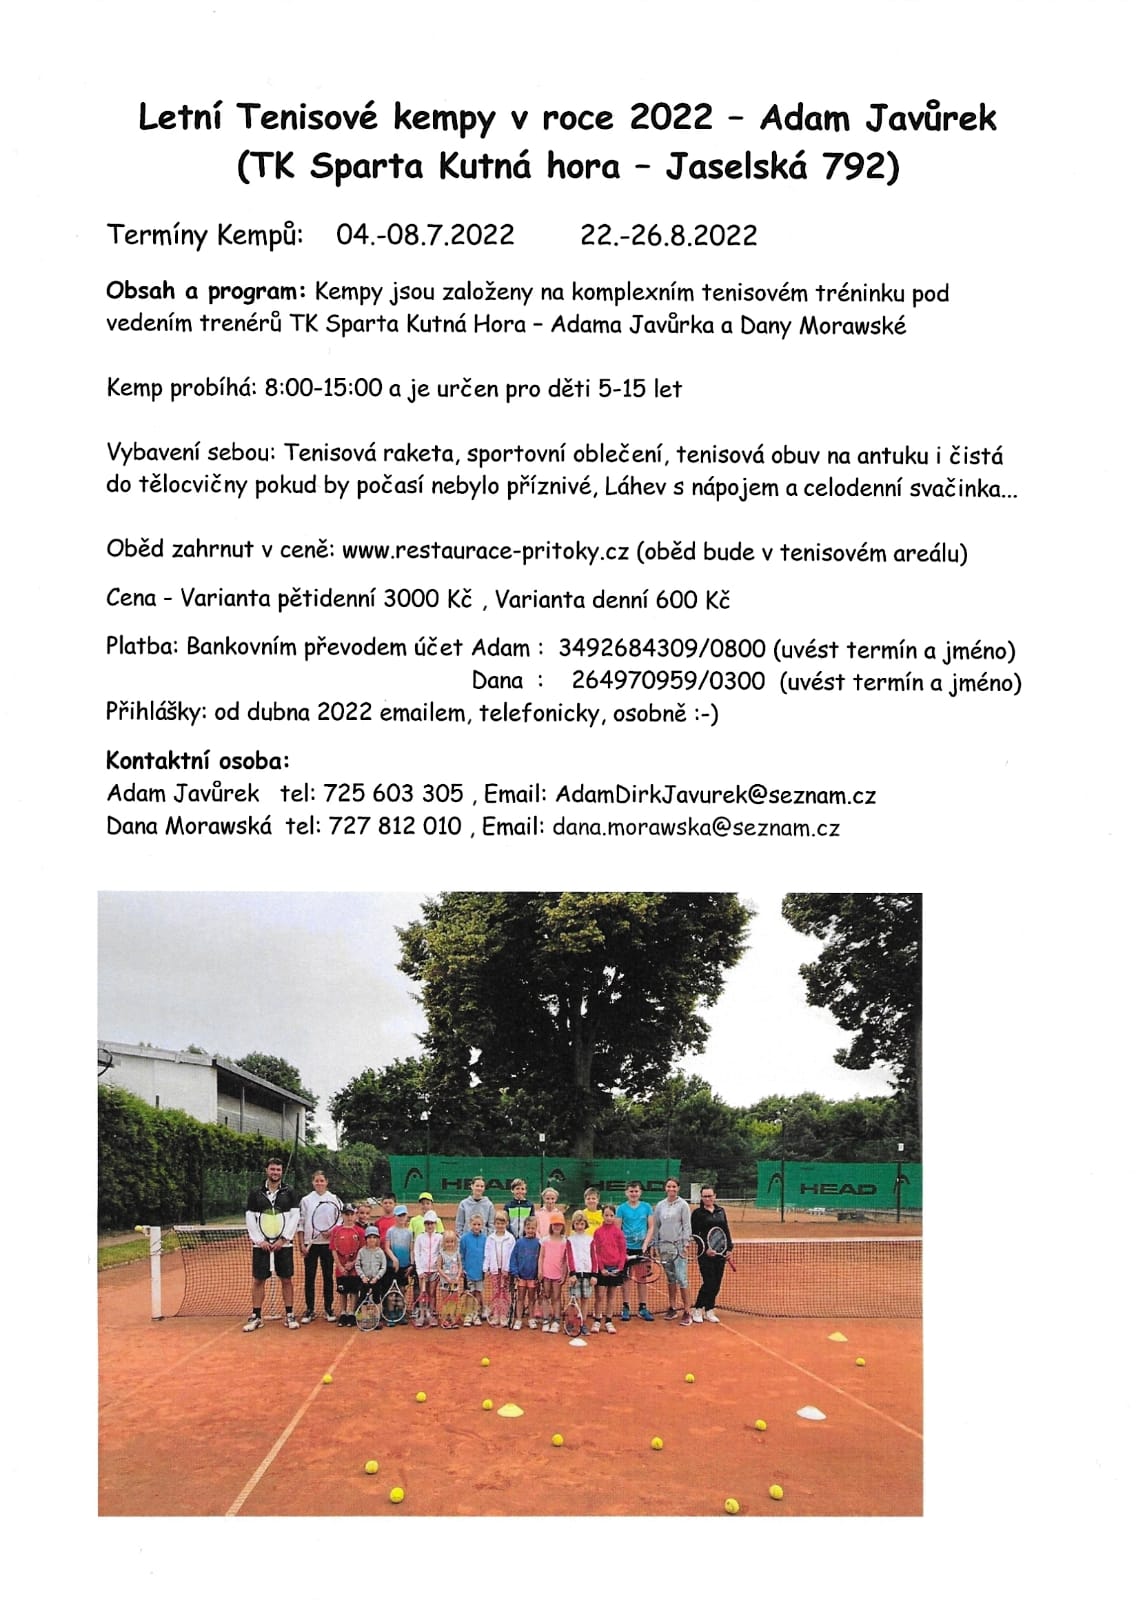 Letní Tenisové kempy v roce 2022 – Adam Javůrek
(TK Sparta Kutná hora – Jaselská 792)
Termíny Kempů: 04.-08.7.2022 22.-26.8.2022
Obsah a program: Kempy jsou založeny na komplexním tenisovém tréninku pod
vedením trenérů TK Sparta Kutná Hora – Adama Javůrka a Dany Morawské
Kemp probíhá: 8:00-15:00 a je určen pro děti 5-15 let
Vybavení sebou: Tenisová raketa, sportovní oblečení, tenisová obuv na antuku i čistá
do tělocvičny pokud by počasí nebylo příznivé, Láhev s nápojem a celodenní svačinka...
Oběd zahrnut v ceně: www.restaurace-pritoky.cz (oběd bude v tenisovém areálu)
Cena - Varianta pětidenní 3000 Kč , Varianta denní 600 Kč
Platba: Bankovním převodem účet Adam : 3492684309/0800 (uvést termín a jméno)
Dana : 264970959/0300 (uvést termín a jméno)
Přihlášky: od dubna 2022 emailem, telefonicky, osobně :-)
Kontaktní osoba:
Adam Javůrek tel: 725 603 305 , Email: AdamDirkJavurek@seznam.cz
Dana Morawská tel: 727 812 010 , Email: dana.morawska@seznam.cz
HEAD HEAD HEAD